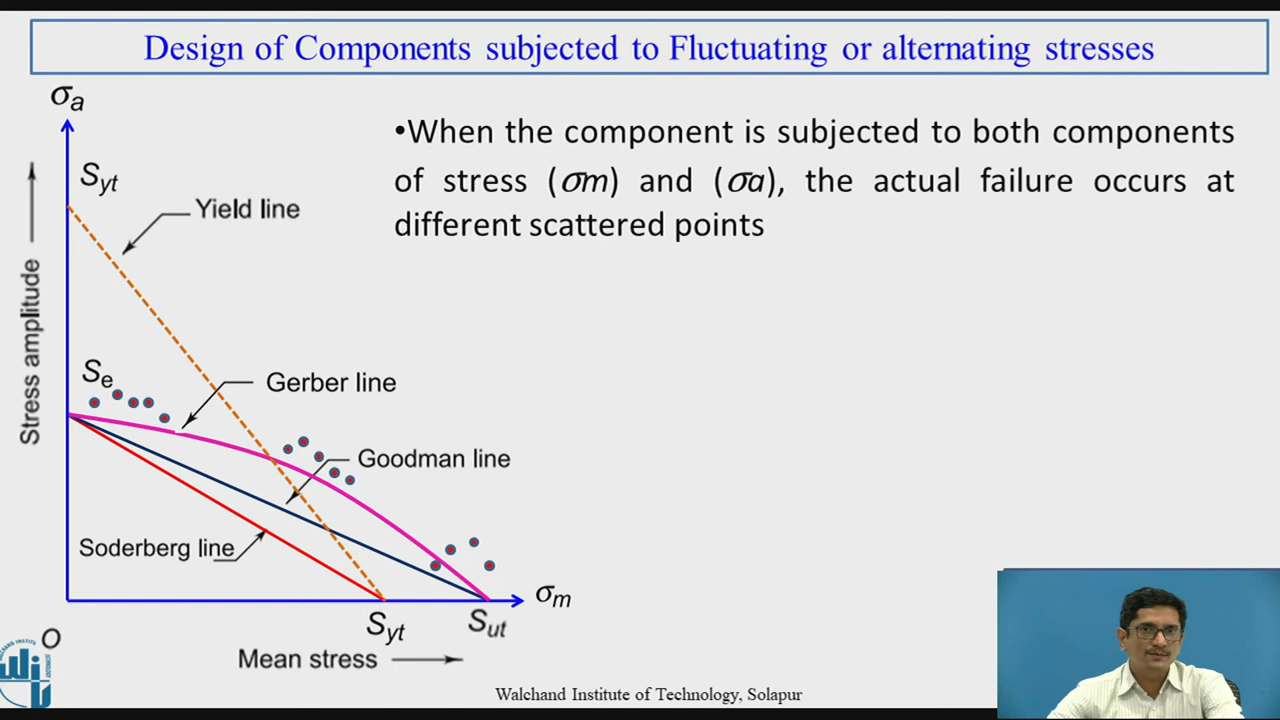 Design of Components subjected to Fluctuating or alternating stresses
σa
•When the component is subjected to both components
of stress (σm) and (σa), the actual failure occurs at
different scattered points
Syt
Yield line
Stress amplitude
Se
Gerber line
Goodman line
Soderberg line
σm
Syt
Sut
O
Mean stress
Walchand Institute of Technology, Solapur